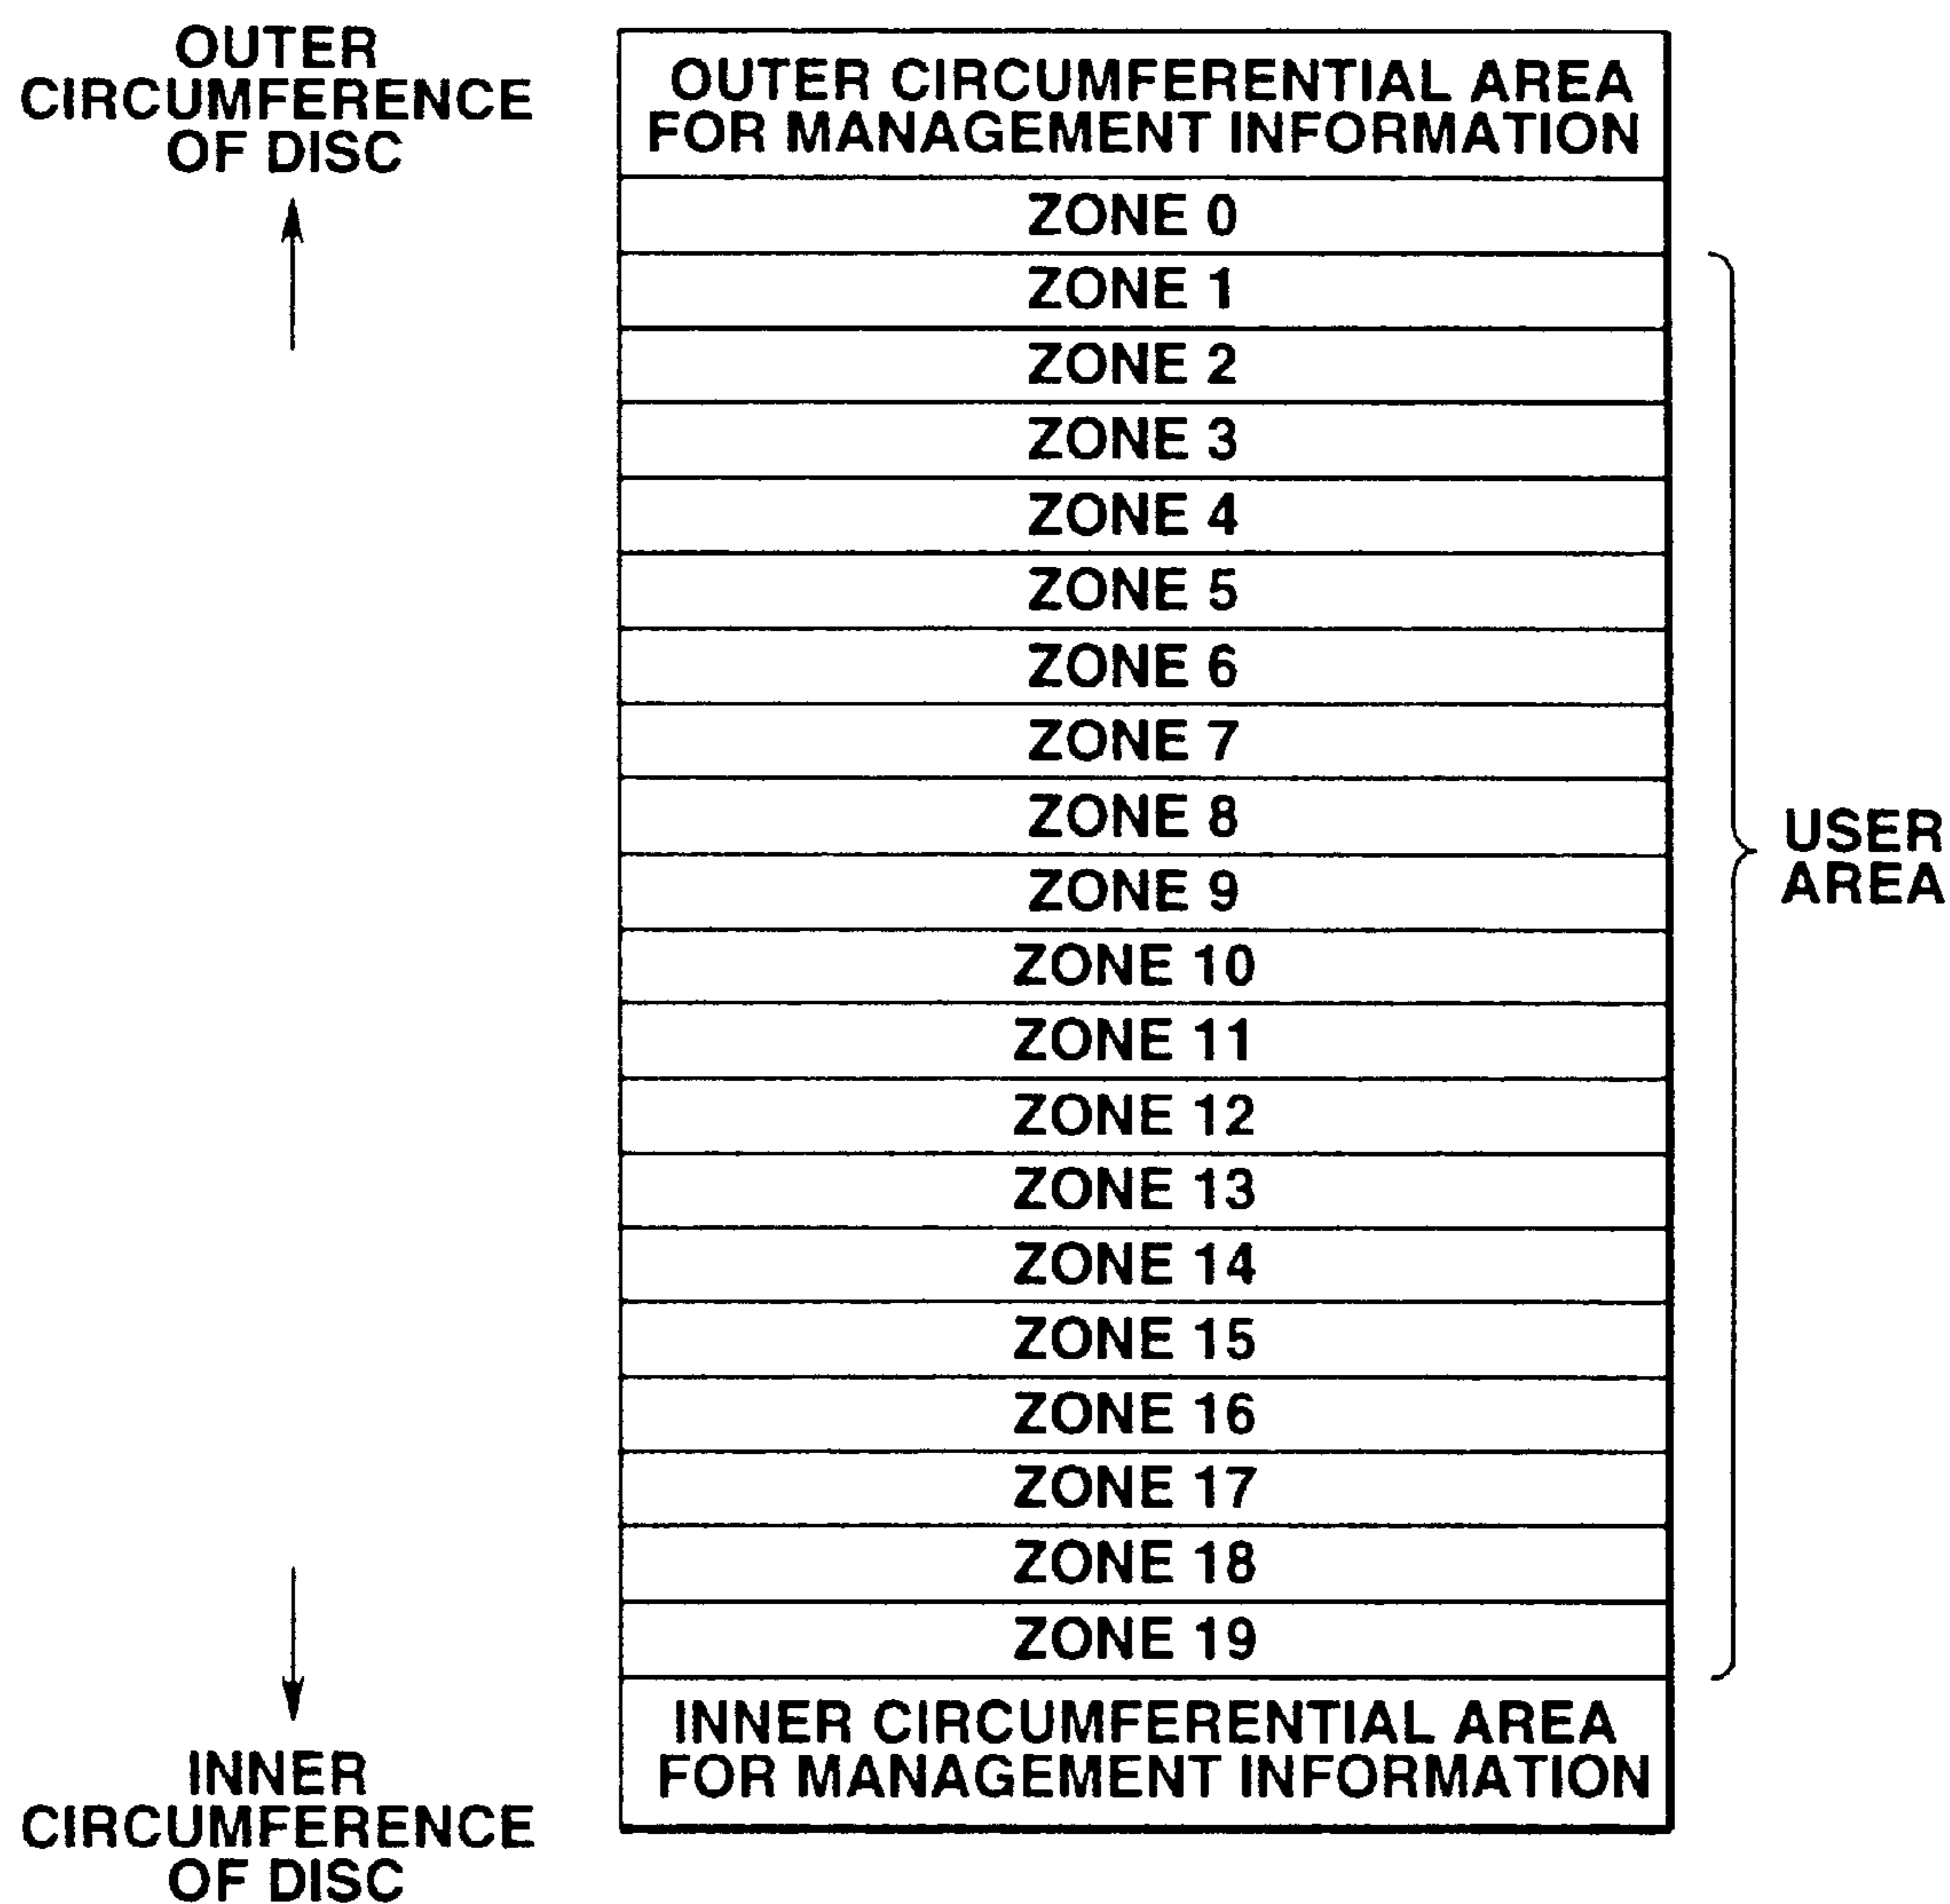 OUTER
CIRCUMFERENCE
OF DISC
OUTER CIRCUMFERENTIAL AREA
FOR MANAGEMENT INFORMATION
ZONE 0
ZONE 1
ZONE 2
ZONE 3
ZONE 4
ZONE 5
ZONE 6
ZONE 7
ZONE 8
ZONE 9
ZONE 10
ZONE 11
ZONE 12
ZONE 13
ZONE 14
ZONE 15
ZONE 16
ZONE 17
ZONE 18
ZONE 19
USER
AREA
INNER CIRCUMFERENTIAL AREA
FOR MANAGEMENT INFORMATION
INNER
CIRCUMFERENCE
OF DISC